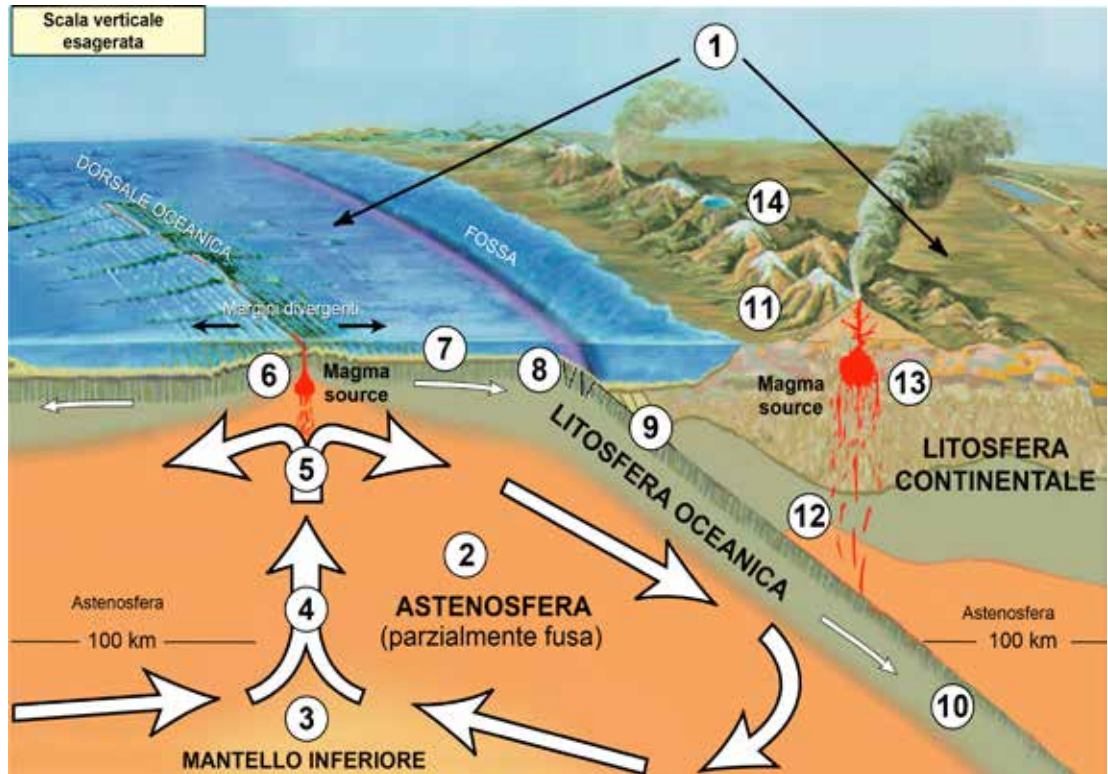 Scala verticale
esagerata
1
DORSALE OCEANICA
FOSSA
14
Margini divergenti
11
6
7
8
Magma
source
Magma
source
13
9
LITOSFERA
CONTINENTALE
5
LITOSFERA OCEANICA
12
2
4
Astenosfera
100 km
ASTENOSFERA
(parzialmente fusa)
Astenosfera
100 km
3
10
MANTELLO INFERIORE